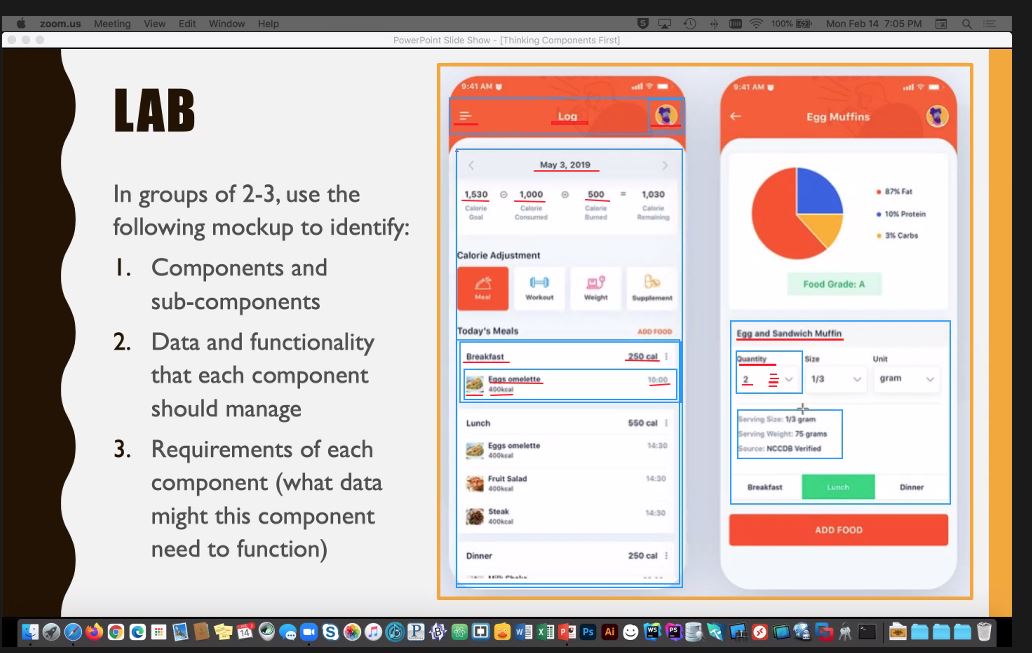 zoom.us Meeting View Edit Window Help 100% Mon Feb 14 7:05 PM
PowerPoint Slide Show - [Thinking Components First]
LAB
In groups of 2-3, use the
following mockup to identify:
1. Components and
sub-components
2. Data and functionality
that each component
should manage
3. Requirements of each
component (what data
might this component
need to function)
9:41 AM
Log
May 3, 2019
1,530 1,000 500 = 1,030
Calorie Calorie Calorie Calorie
Goal Consumed Burned Remaining
Calorie Adjustment
Meal Workout Weight Supplement
Today's Meals ADD FOOD
Breakfast 250 cal
Eggs omelette 10:00
400kcal
Lunch 550 cal
Eggs omelette 14:30
400kcal
Fruit Salad 14:30
400kcal
Steak 14:30
400kcal
Dinner 250 cal
9:41 AM
Egg Muffins
87% Fat
10% Protein
3% Carbs
Food Grade: A
Egg and Sandwich Muffin
Quantity Size Unit
2 1/3 gram
Serving Size: 1/3 gram
Serving Weight: 75 grams
Source: NCCDB Verified
Breakfast Lunch Dinner
ADD FOOD